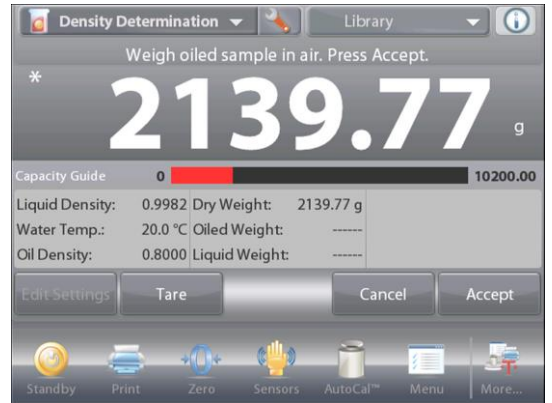 Density Determination Library
Weigh oiled sample in air. Press Accept.
* 2139.77 g
Capacity Guide 0 10200.00
Liquid Density: 0.9982 Dry Weight: 2139.77 g
Water Temp.: 20.0 °C Oiled Weight: ------
Oil Density: 0.8000 Liquid Weight: ------
Edit Settings Tare Cancel Accept
Standby Print Zero Sensors AutoCal™ Menu More...